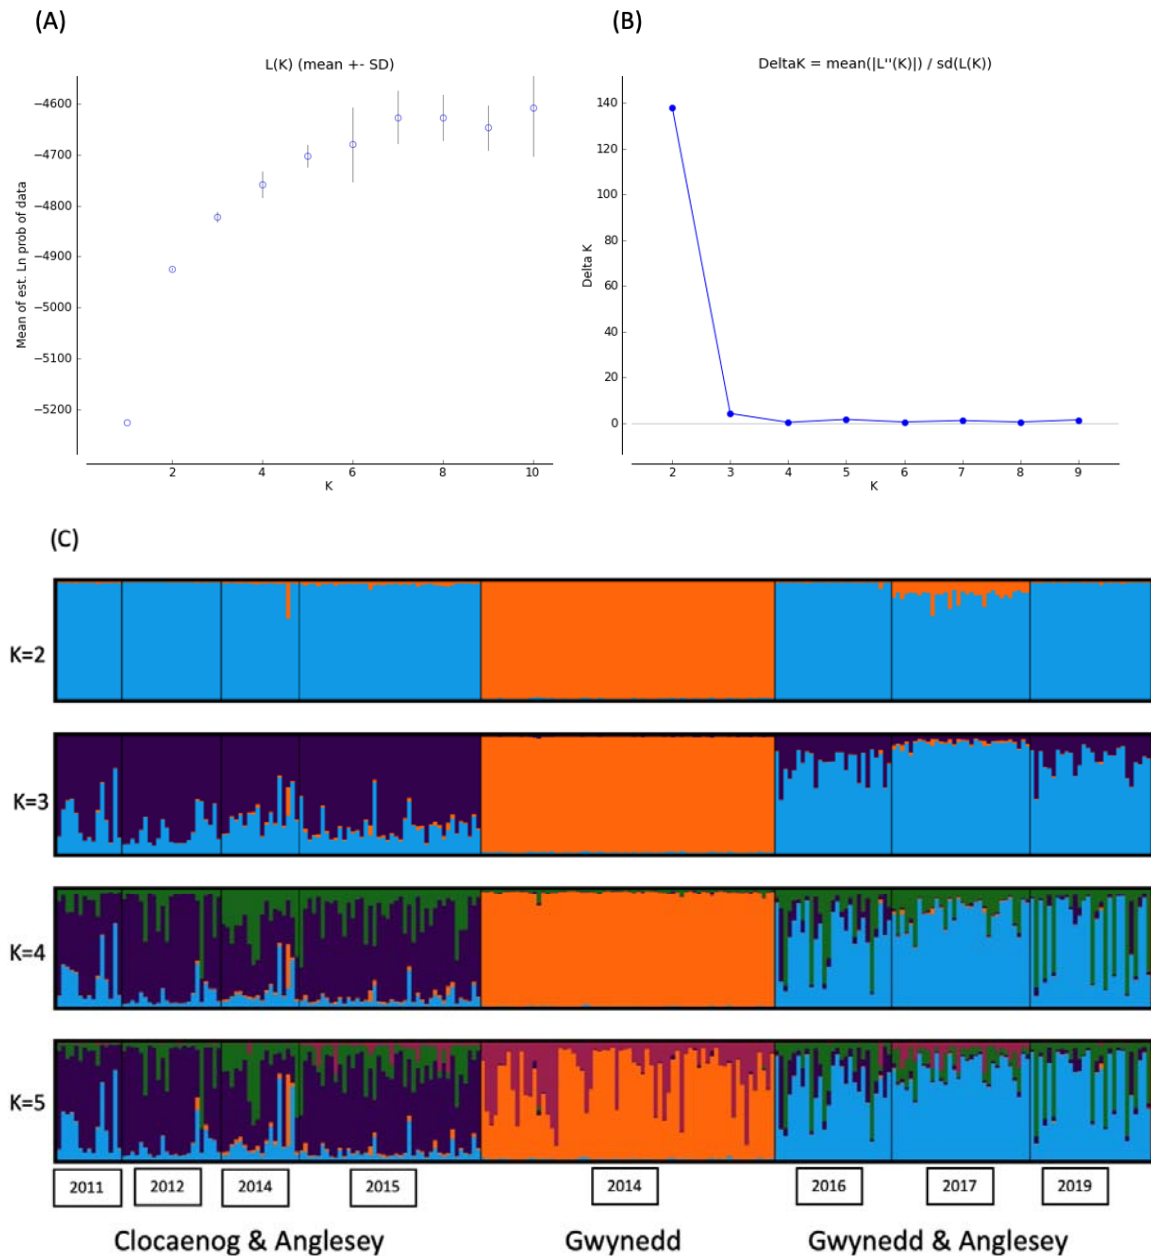 (A)
(B)
L(K) (mean +- SD)
DeltaK = mean(|L''(K)|) / sd(L(K))
Mean of est. Ln prob of data
−4600
−4700
−4800
−4900
−5000
−5100
−5200
2
4
6
8
10
K
Delta K
140
120
100
80
60
40
20
0
2
3
4
5
6
7
8
9
K
(C)
K=2
K=3
K=4
K=5
2011
2012
2014
2015
2014
2016
2017
2019
Clocaenog & Anglesey
Gwynedd
Gwynedd & Anglesey